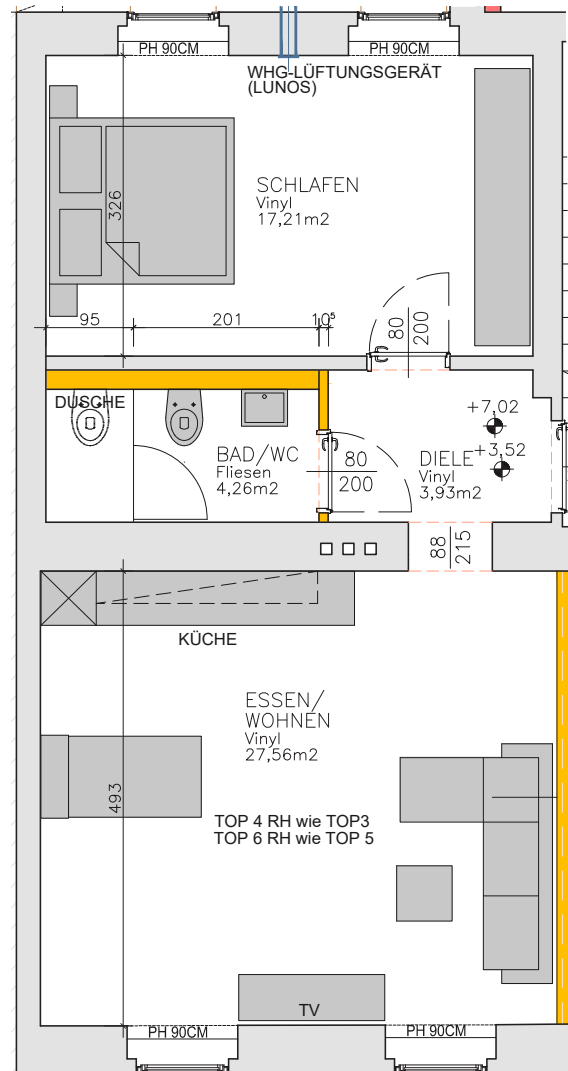 PH 90CM
PH 90CM
WHG-LÜFTUNGSGERÄT
(LUNOS)
SCHLAFEN
Vinyl
17,21m2
326
95
201
10⁵
80
200
DUSCHE
BAD/WC
Fliesen
4,26m2
80
200
DIELE
Vinyl
3,93m2
+7,02
+3,52
88
215
KÜCHE
ESSEN/
WOHNEN
Vinyl
27,56m2
493
TOP 4 RH wie TOP3
TOP 6 RH wie TOP 5
TV
PH 90CM
PH 90CM